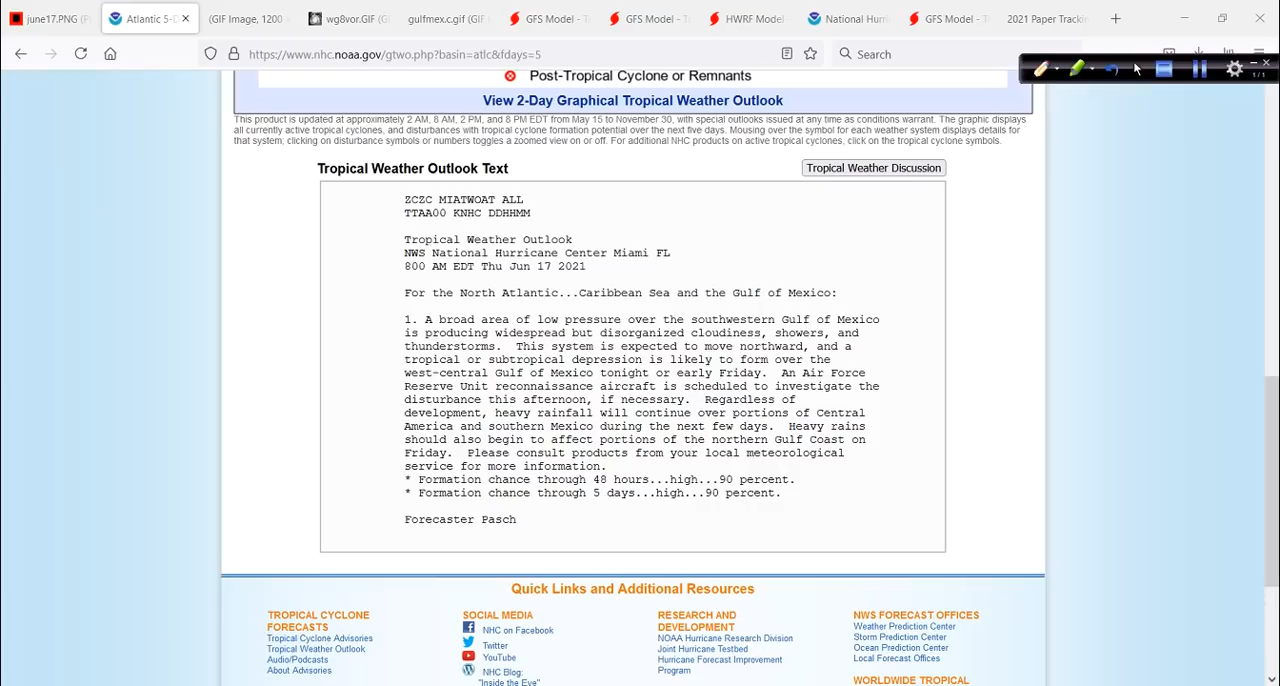 june17.PNG (P
Atlantic 5-D
(GIF Image, 1200
wg8vor.GIF (G
gulfmex.c.gif (GI
GFS Model - T
GFS Model - T
HWRF Model
National Hurr
GFS Model - T
2021 Paper Tracki
https://www.nhc.noaa.gov/gtwo.php?basin=atlc&fdays=5
Search
1/1
Post-Tropical Cyclone or Remnants
View 2-Day Graphical Tropical Weather Outlook
This product is updated at approximately 2 AM, 8 AM, 2 PM, and 8 PM EDT from May 15 to November 30, with special outlooks issued at any time as conditions warrant. The graphic displays
all currently active tropical cyclones, and disturbances with tropical cyclone formation potential over the next five days. Mousing over the symbol for each weather system displays details for
that system; clicking on disturbance symbols or numbers toggles a zoomed view on or off. For additional NHC products on active tropical cyclones, click on the tropical cyclone symbols.
Tropical Weather Outlook Text
Tropical Weather Discussion
ZCZC MIATWOAT ALL
TTAA00 KNHC DDHHMM
Tropical Weather Outlook
NWS National Hurricane Center Miami FL
800 AM EDT Thu Jun 17 2021
For the North Atlantic...Caribbean Sea and the Gulf of Mexico:
1. A broad area of low pressure over the southwestern Gulf of Mexico
is producing widespread but disorganized cloudiness, showers, and
thunderstorms. This system is expected to move northward, and a
tropical or subtropical depression is likely to form over the
west-central Gulf of Mexico tonight or early Friday. An Air Force
Reserve Unit reconnaissance aircraft is scheduled to investigate the
disturbance this afternoon, if necessary. Regardless of
development, heavy rainfall will continue over portions of Central
America and southern Mexico during the next few days. Heavy rains
should also begin to affect portions of the northern Gulf Coast on
Friday. Please consult products from your local meteorological
service for more information.
* Formation chance through 48 hours...high...90 percent.
* Formation chance through 5 days...high...90 percent.
Forecaster Pasch
Quick Links and Additional Resources
TROPICAL CYCLONE
FORECASTS
Tropical Cyclone Advisories
Tropical Weather Outlook
Audio/Podcasts
About Advisories
SOCIAL MEDIA
NHC on Facebook
Twitter
YouTube
NHC Blog:
"Inside the Eye"
RESEARCH AND
DEVELOPMENT
NOAA Hurricane Research Division
Joint Hurricane Testbed
Hurricane Forecast Improvement
Program
NWS FORECAST OFFICES
Weather Prediction Center
Storm Prediction Center
Ocean Prediction Center
Local Forecast Offices
WORLDWIDE TROPICAL